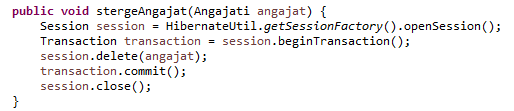 public void stergeAngajat(Angajati angajat) {
Session session = HibernateUtil.getSessionFactory().openSession();
Transaction transaction = session.beginTransaction();
session.delete(angajat);
transaction.commit();
session.close();
}